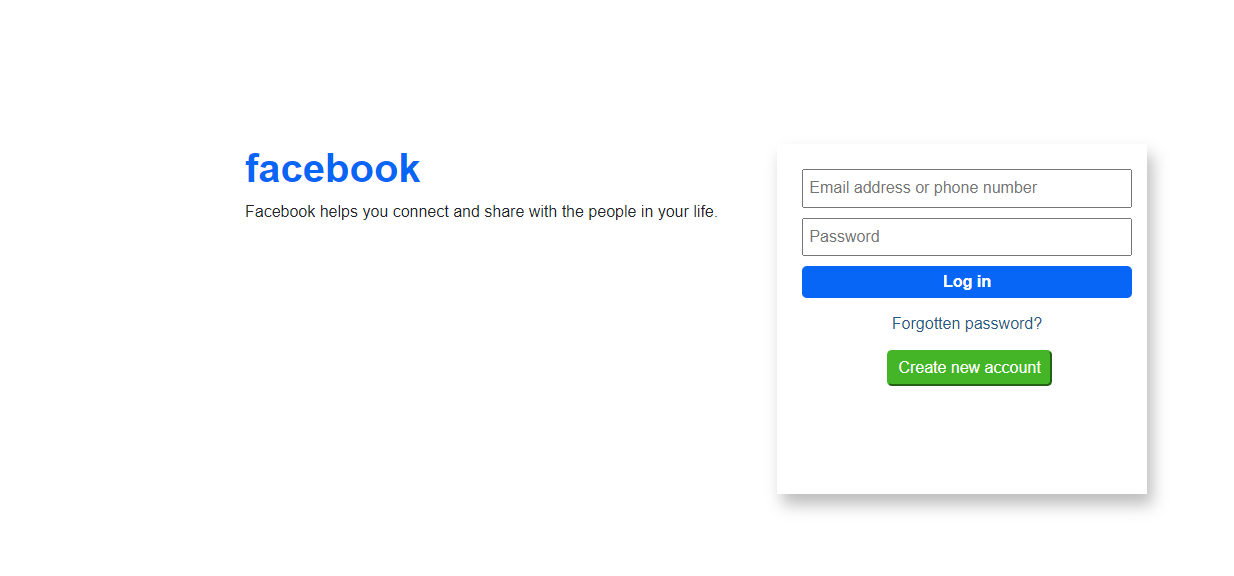 facebook
Facebook helps you connect and share with the people in your life.
Email address or phone number
Password
Log in
Forgotten password?
Create new account